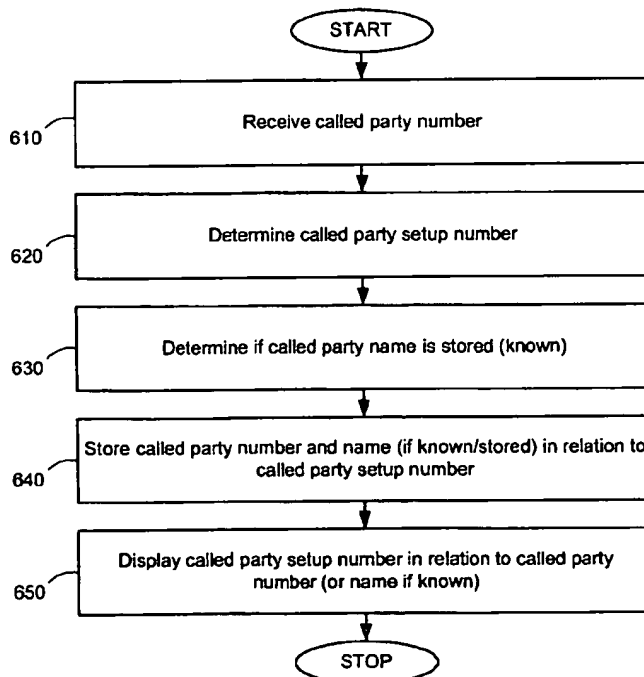 START
610
Receive called party number
620
Determine called party setup number
630
Determine if called party name is stored (known)
640
Store called party number and name (if known/stored) in relation to
called party setup number
650
Display called party setup number in relation to called party
number (or name if known)
STOP